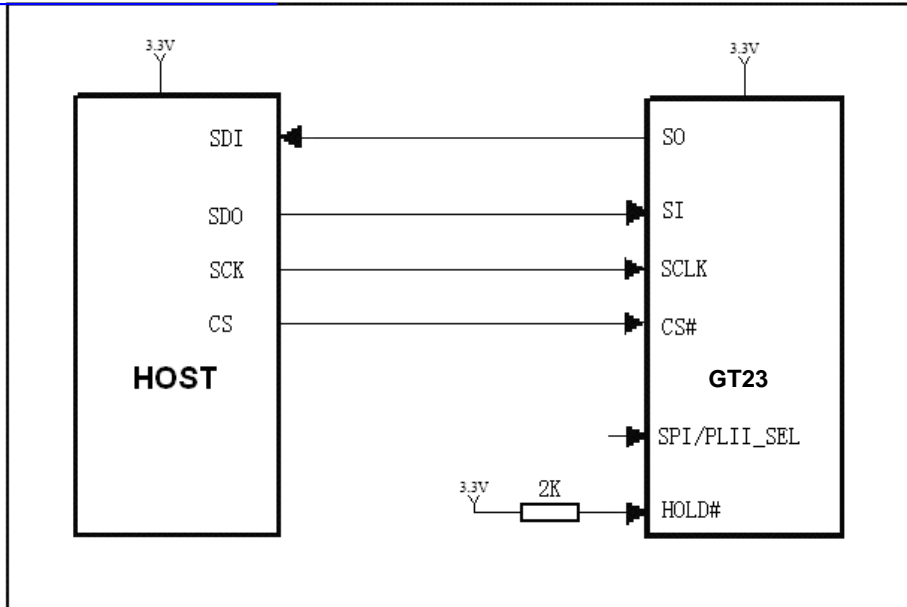 3.3V
3.3V
SDI
SO
SDO
SI
SCK
SCLK
CS
CS#
HOST
GT23
SPI/PLII_SEL
3.3V
2K
HOLD#